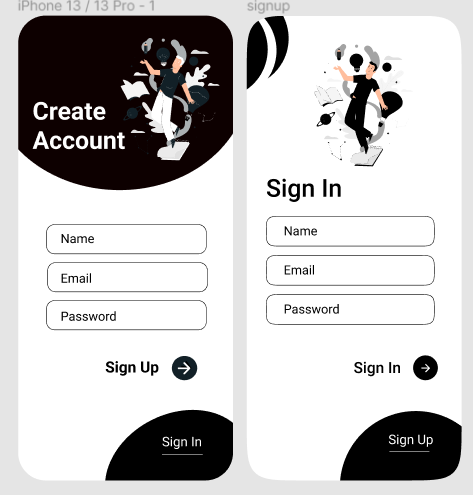 iPhone 13 / 13 Pro - 1
Create
Account
Name
Email
Password
Sign Up
Sign In
signup
Sign In
Name
Email
Password
Sign In
Sign Up